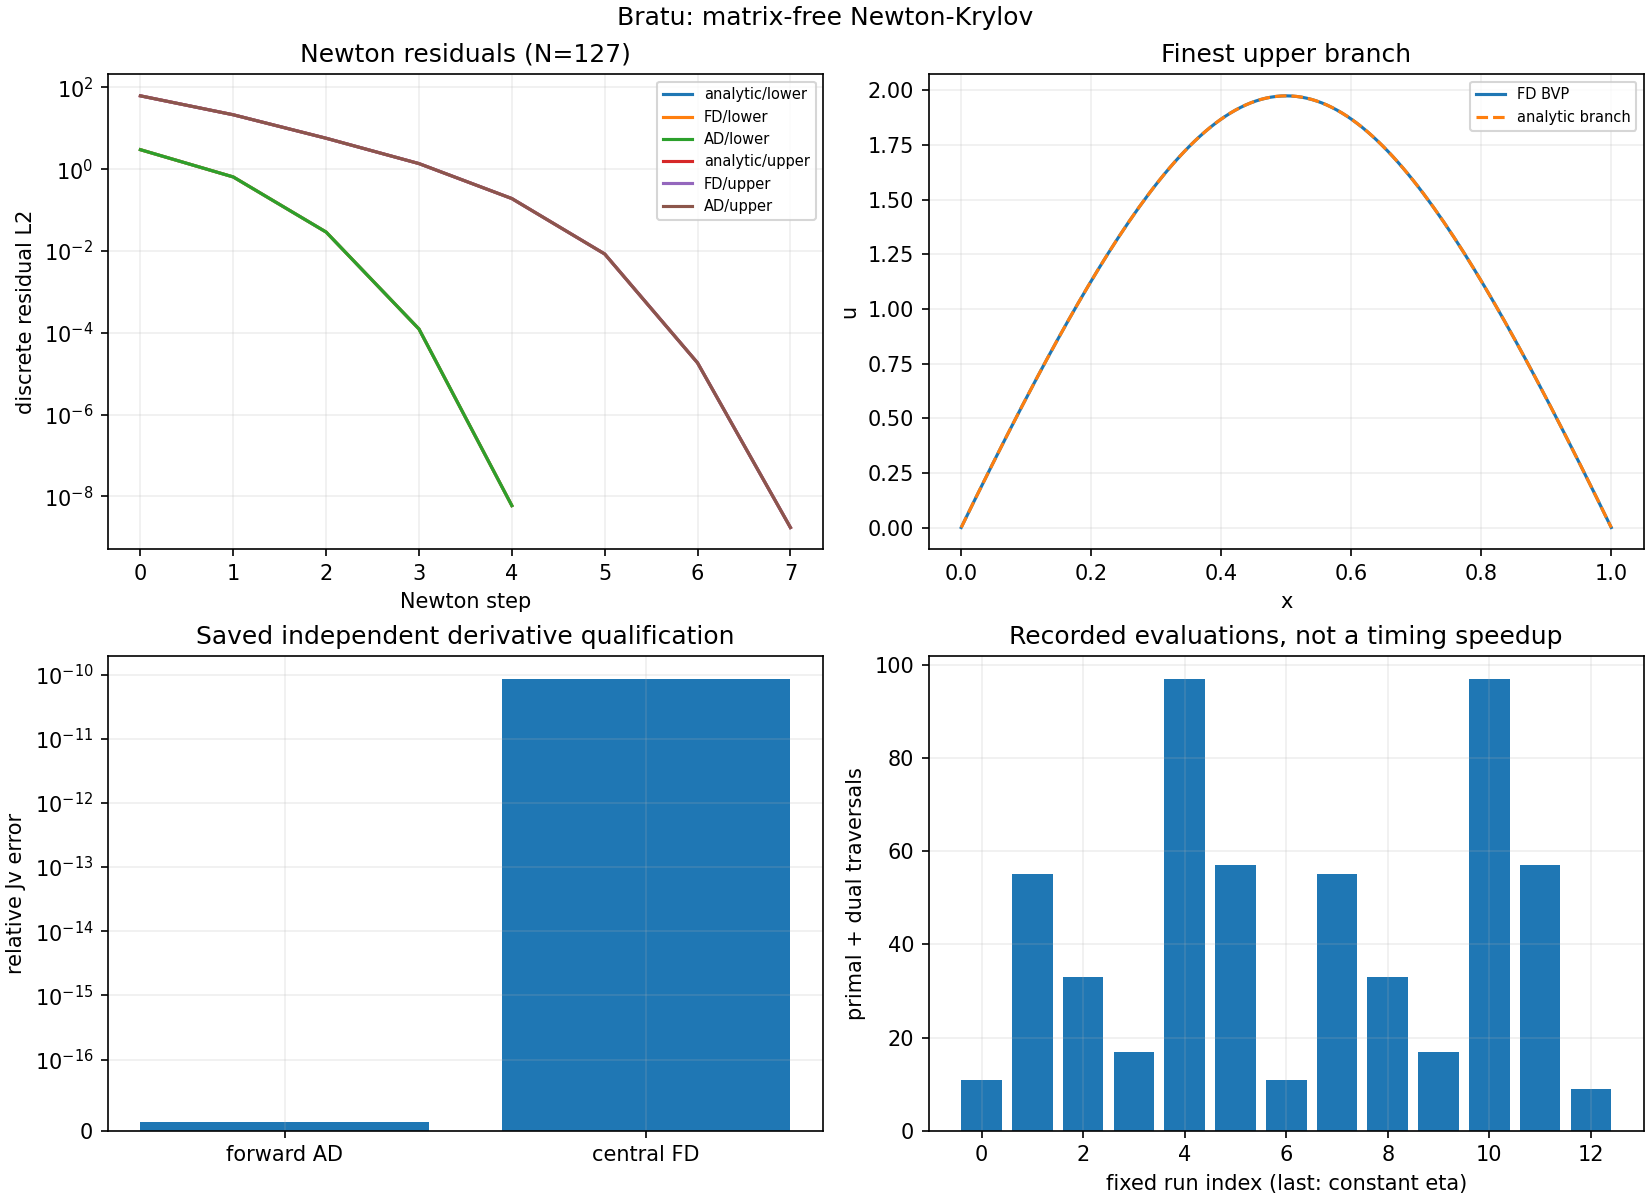 Bratu: matrix-free Newton-Krylov
Newton residuals (N=127)
10^2
10^0
10^-2
10^-4
10^-6
10^-8
discrete residual L2
analytic/lower
FD/lower
AD/lower
analytic/upper
FD/upper
AD/upper
0 1 2 3 4 5 6 7
Newton step
Finest upper branch
2.00
1.75
1.50
1.25
1.00
0.75
0.50
0.25
0.00
u
FD BVP
analytic branch
0.0 0.2 0.4 0.6 0.8 1.0
x
Saved independent derivative qualification
10^-10
10^-11
10^-12
10^-13
10^-14
10^-15
10^-16
0
relative Jv error
forward AD central FD
Recorded evaluations, not a timing speedup
100
80
60
40
20
0
primal + dual traversals
0 2 4 6 8 10 12
fixed run index (last: constant eta)